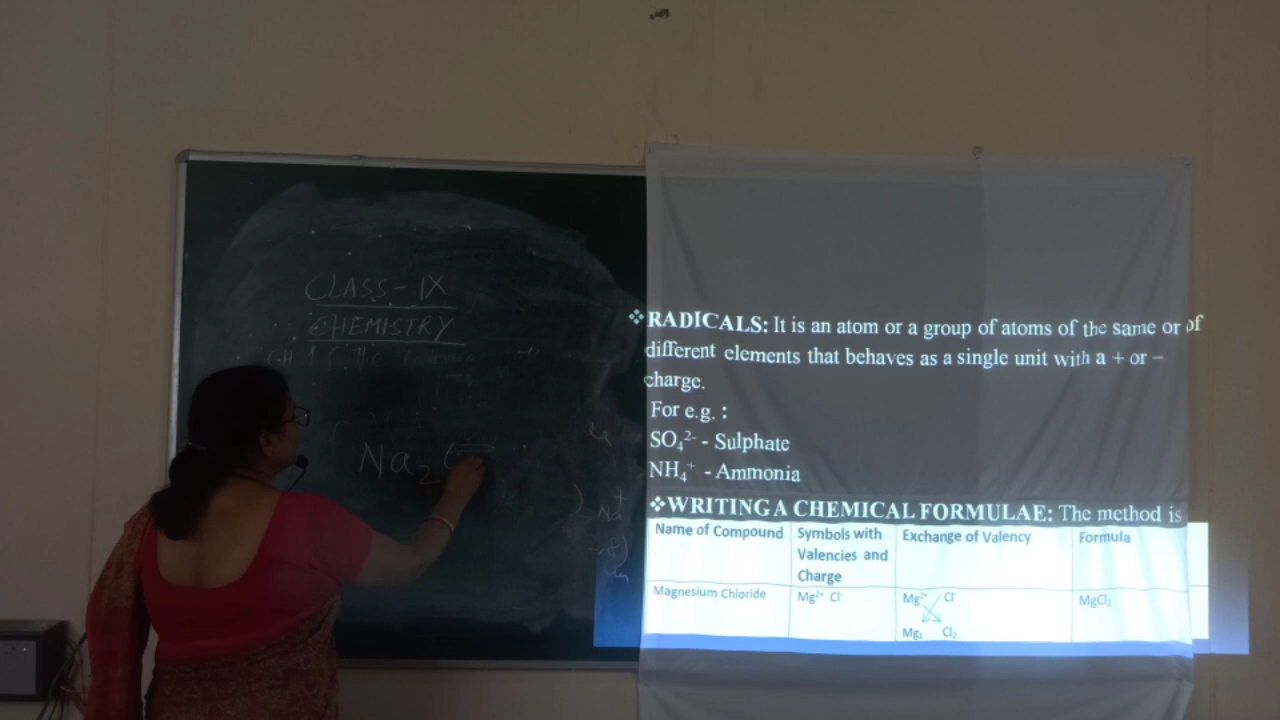 CLASS-IX
CHEMISTRY
Na2
Na+
❖RADICALS: It is an atom or a group of atoms of the same or of
different elements that behaves as a single unit with a + or –
charge.
For e.g. :
SO₄²⁻ - Sulphate
NH₄⁺ - Ammonia
❖WRITING A CHEMICAL FORMULAE: The method is
Name of Compound Symbols with Valencies and Charge Exchange of Valency Formula
Magnesium Chloride Mg²⁺ Cl⁻ Mg²⁺ Cl⁻ MgCl₂
Mg₁ Cl₂